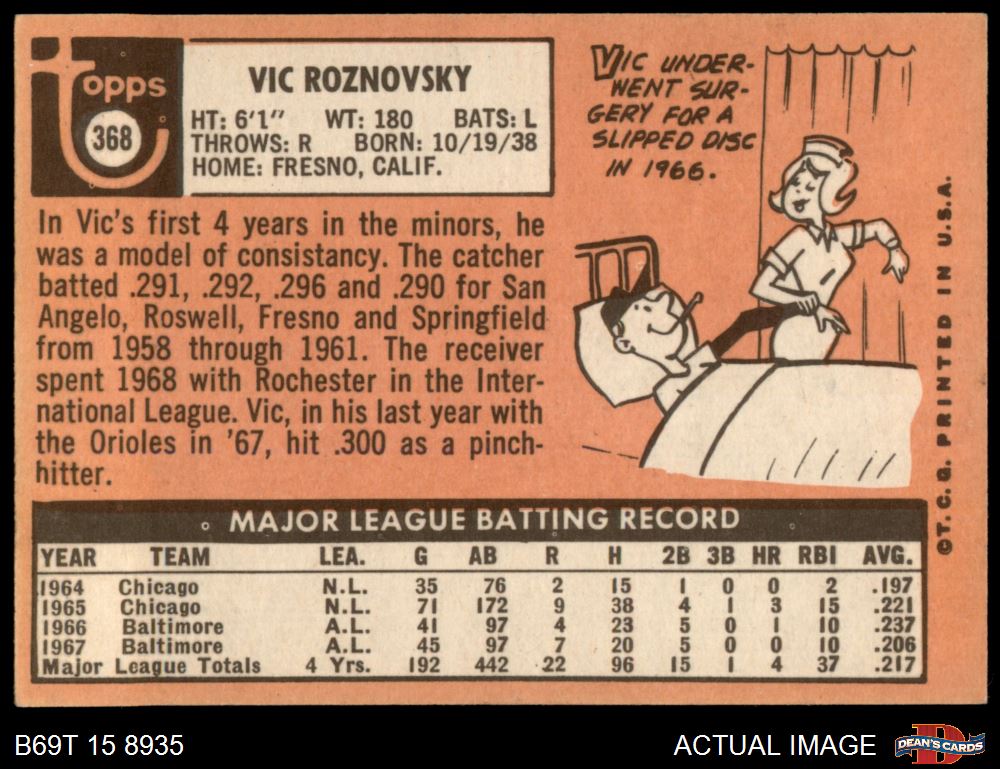 Topps
368
VIC ROZNOVSKY
HT: 6'1" WT: 180 BATS: L
THROWS: R BORN: 10/19/38
HOME: FRESNO, CALIF.
In Vic's first 4 years in the minors, he
was a model of consistancy. The catcher
batted .291, .292, .296 and .290 for San
Angelo, Roswell, Fresno and Springfield
from 1958 through 1961. The receiver
spent 1968 with Rochester in the Inter-
national League. Vic, in his last year with
the Orioles in '67, hit .300 as a pinch-
hitter.
VIC UNDER-
WENT SUR-
GERY FOR A
SLIPPED DISC
IN 1966.
©T.C.G. PRINTED IN U.S.A.
MAJOR LEAGUE BATTING RECORD
YEAR TEAM LEA. G AB R H 2B 3B HR RBI AVG.
1964 Chicago N.L. 35 76 2 15 1 0 0 2 .197
1965 Chicago N.L. 71 172 9 38 4 1 3 15 .221
1966 Baltimore A.L. 41 97 4 23 5 0 1 10 .237
1967 Baltimore A.L. 45 97 7 20 5 0 0 10 .206
Major League Totals 4 Yrs. 192 442 22 96 15 1 4 37 .217
B69T 15 8935
ACTUAL IMAGE
D
DEAN'S CARDS